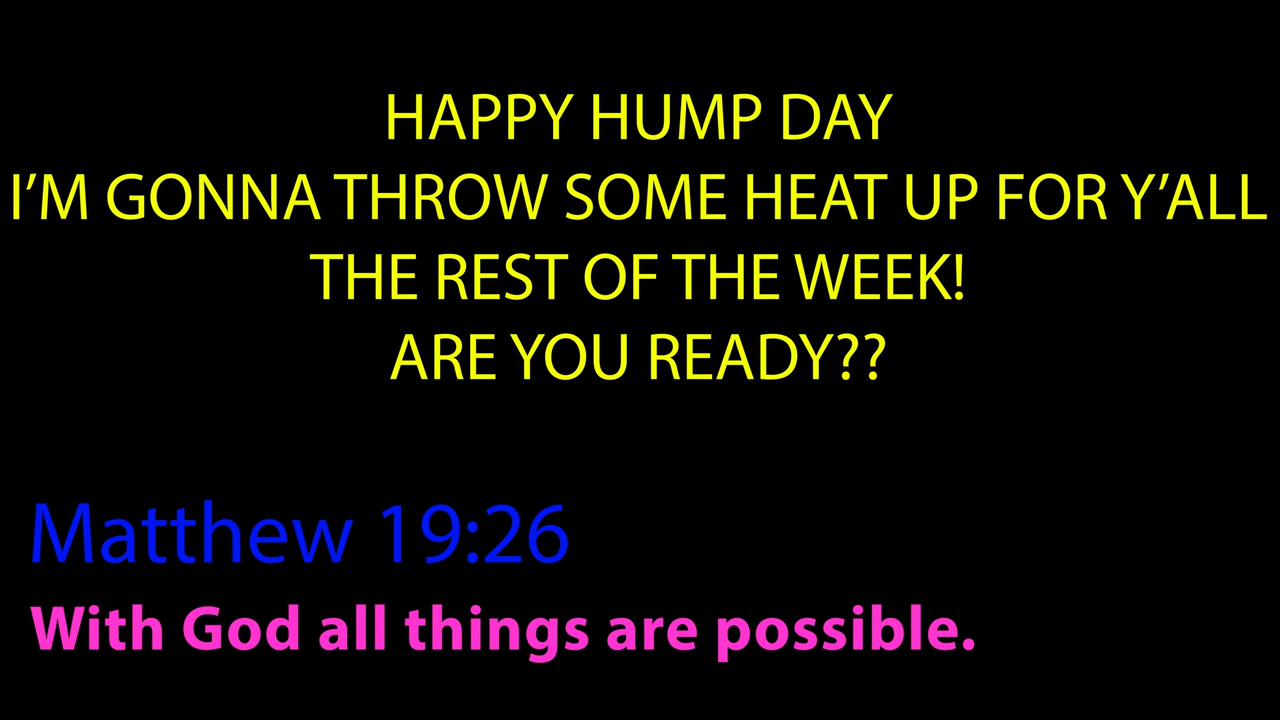 HAPPY HUMP DAY
I’M GONNA THROW SOME HEAT UP FOR Y’ALL
THE REST OF THE WEEK!
ARE YOU READY??
Matthew 19:26
With God all things are possible.